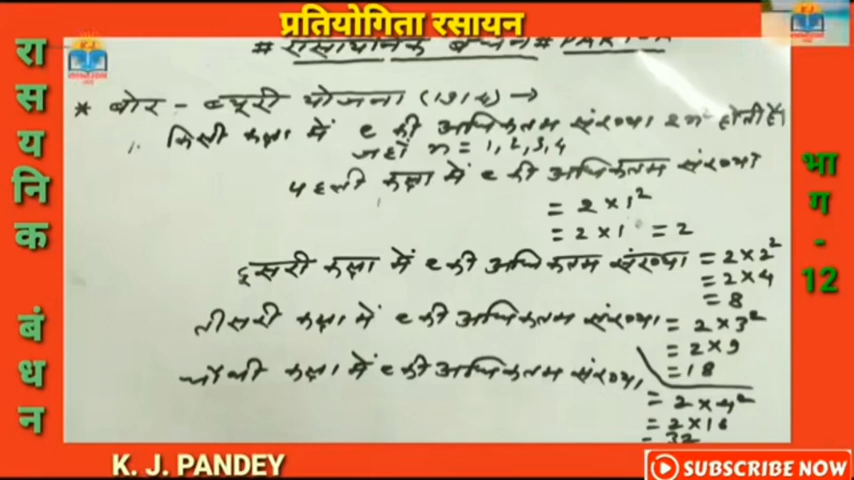 प्रतियोगिता रसायन
# रासायनिक बन्धन # PART-12
* बोर - ब्यूरी योजना (1914) →
1. किसी कक्षा में e की अधिकतम संख्या 2n² होती है।
जहाँ n = 1, 2, 3, 4
पहली कक्षा में e की अधिकतम संख्या
= 2 × 1²
= 2 × 1 = 2
दूसरी कक्षा में e की अधिकतम संख्या = 2 × 2²
= 2 × 4
= 8
तीसरी कक्षा में e की अधिकतम संख्या = 2 × 3²
= 2 × 9
= 18
चौथी कक्षा में e की अधिकतम संख्या
= 2 × 4²
= 2 × 16
= 32
रासयनिक बंधन
भाग - 12
K. J. PANDEY
SUBSCRIBE NOW